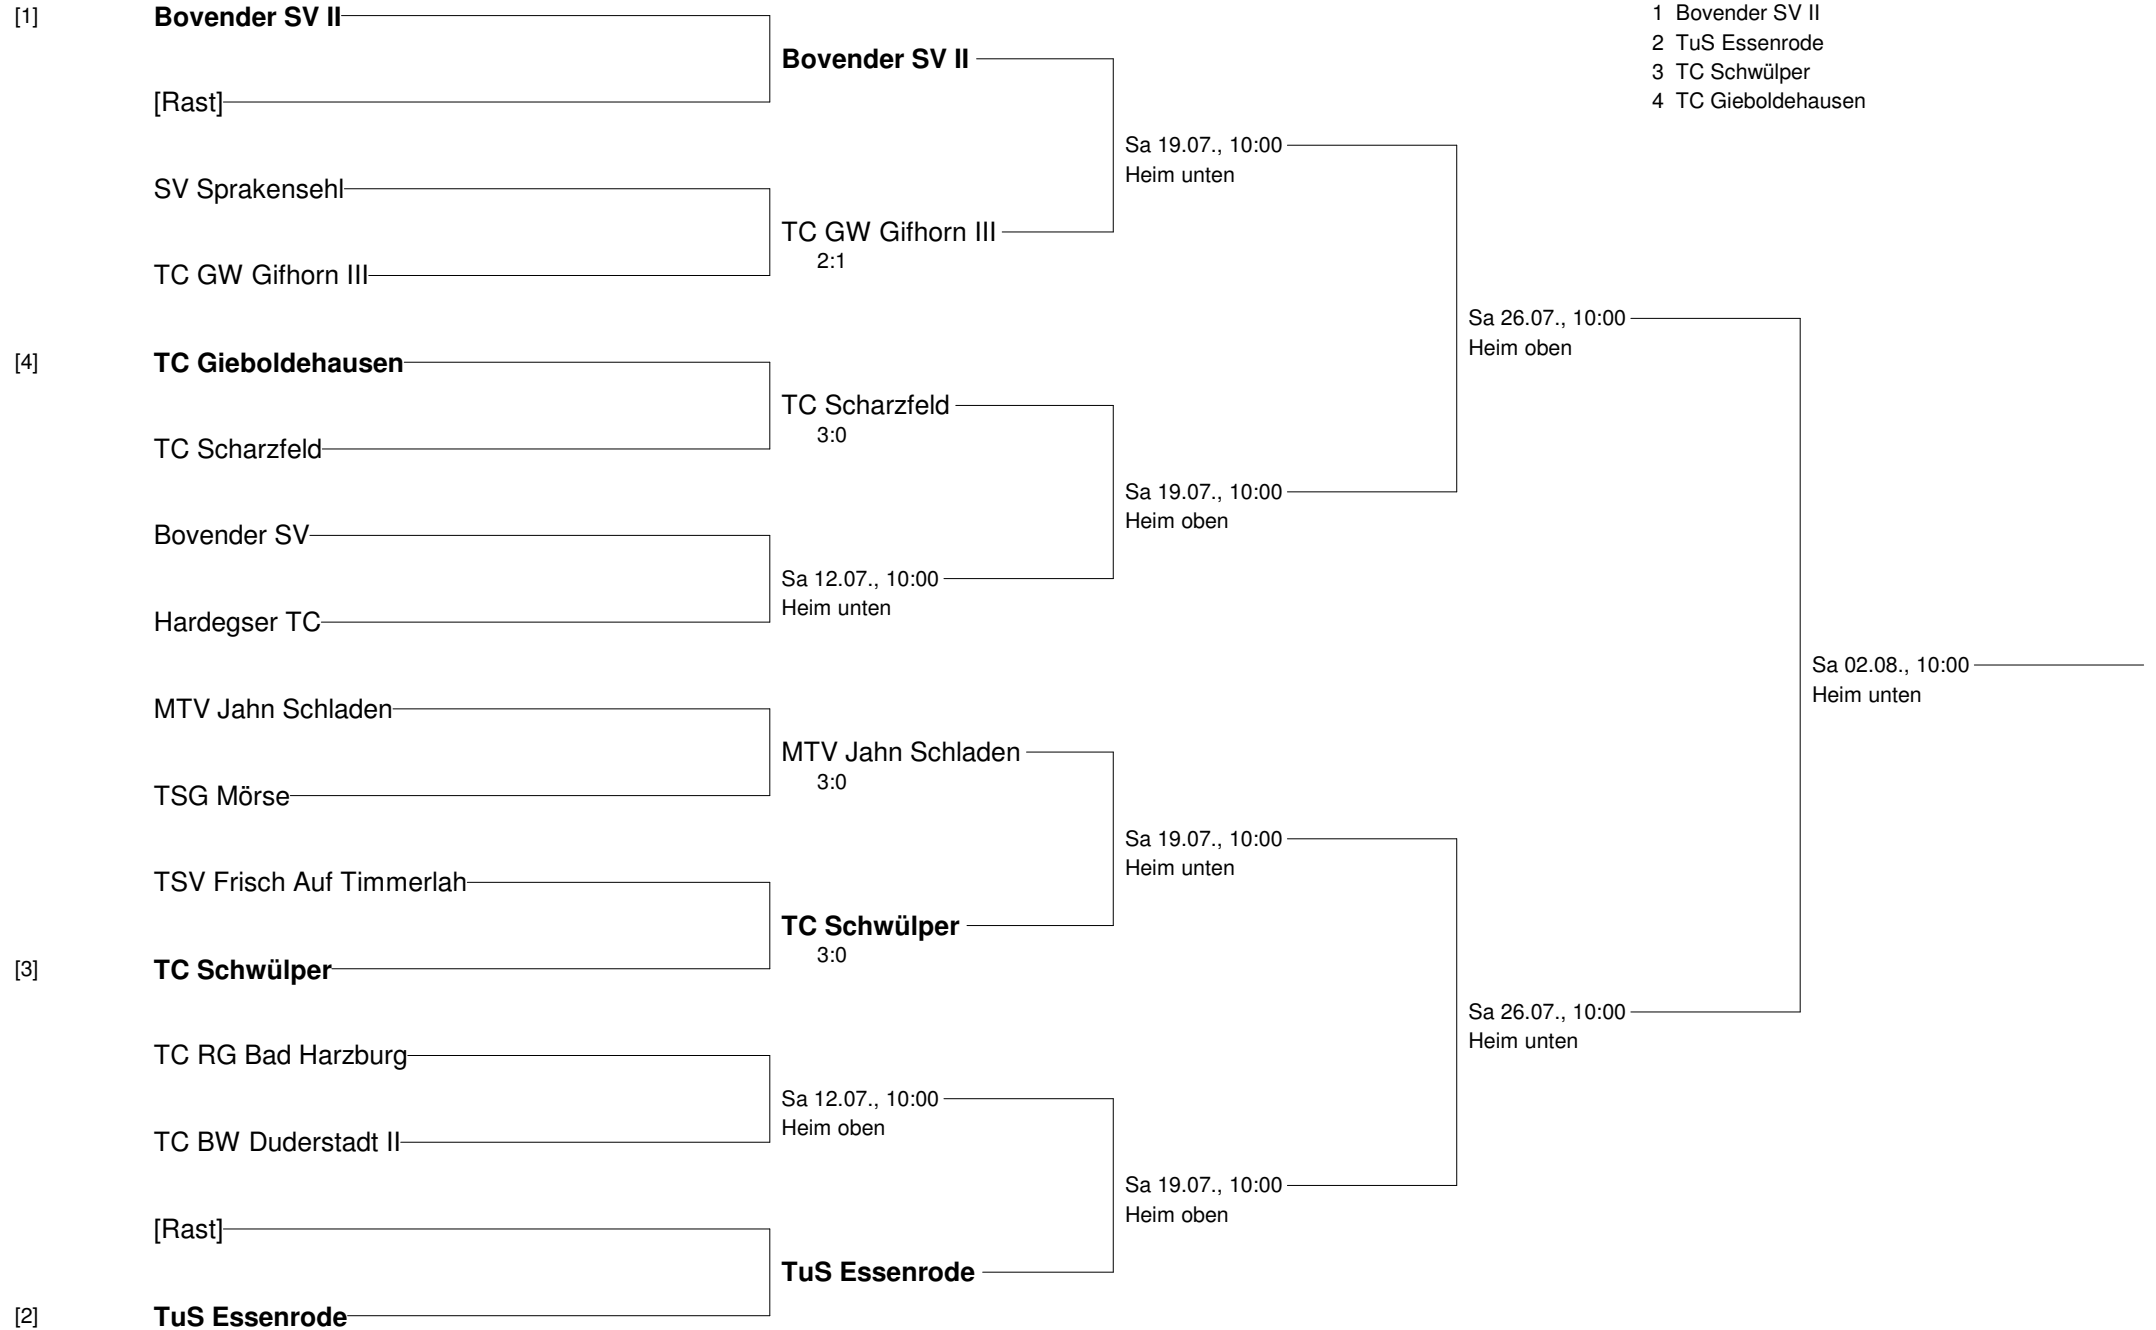 [1] Bovender SV II
[Rast]
SV Sprakensehl
TC GW Gifhorn III
[4] TC Gieboldehausen
TC Scharzfeld
Bovender SV
Hardegser TC
MTV Jahn Schladen
TSG Mörse
TSV Frisch Auf Timmerlah
[3] TC Schwülper
TC RG Bad Harzburg
TC BW Duderstadt II
[Rast]
[2] TuS Essenrode
Bovender SV II
TC GW Gifhorn III
2:1
TC Scharzfeld
3:0
Sa 12.07., 10:00
Heim unten
MTV Jahn Schladen
3:0
TC Schwülper
3:0
Sa 12.07., 10:00
Heim oben
TuS Essenrode
Sa 19.07., 10:00
Heim unten
Sa 19.07., 10:00
Heim oben
Sa 19.07., 10:00
Heim unten
Sa 19.07., 10:00
Heim oben
Sa 26.07., 10:00
Heim oben
Sa 26.07., 10:00
Heim unten
Sa 02.08., 10:00
Heim unten
1 Bovender SV II
2 TuS Essenrode
3 TC Schwülper
4 TC Gieboldehausen